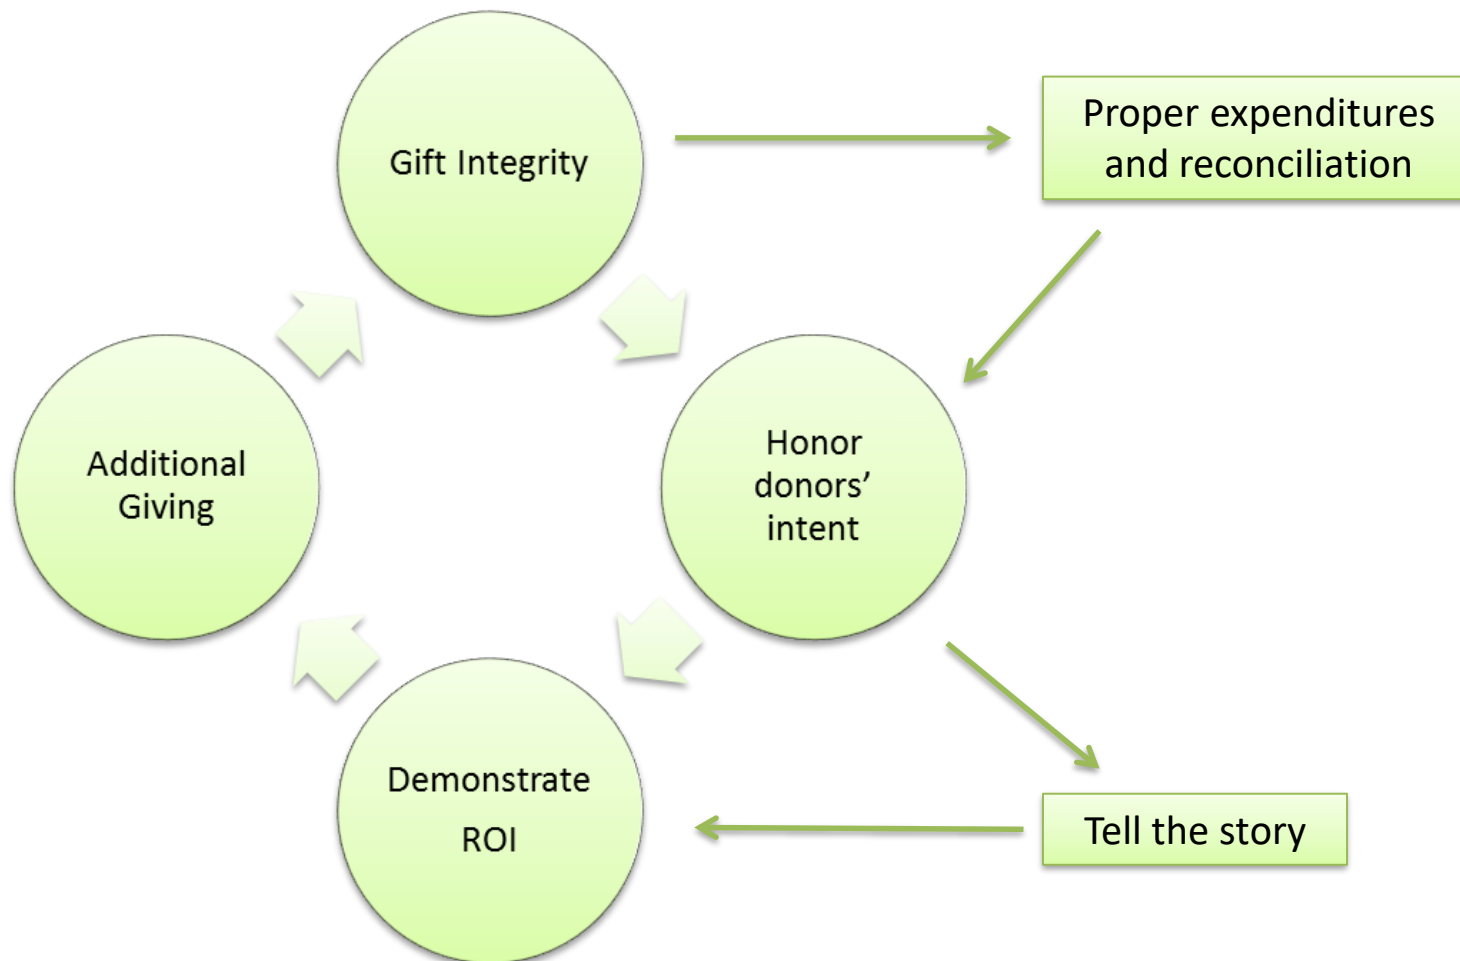 Gift Integrity
Proper expenditures
and reconciliation
Additional
Giving
Honor
donors’
intent
Demonstrate
ROI
Tell the story